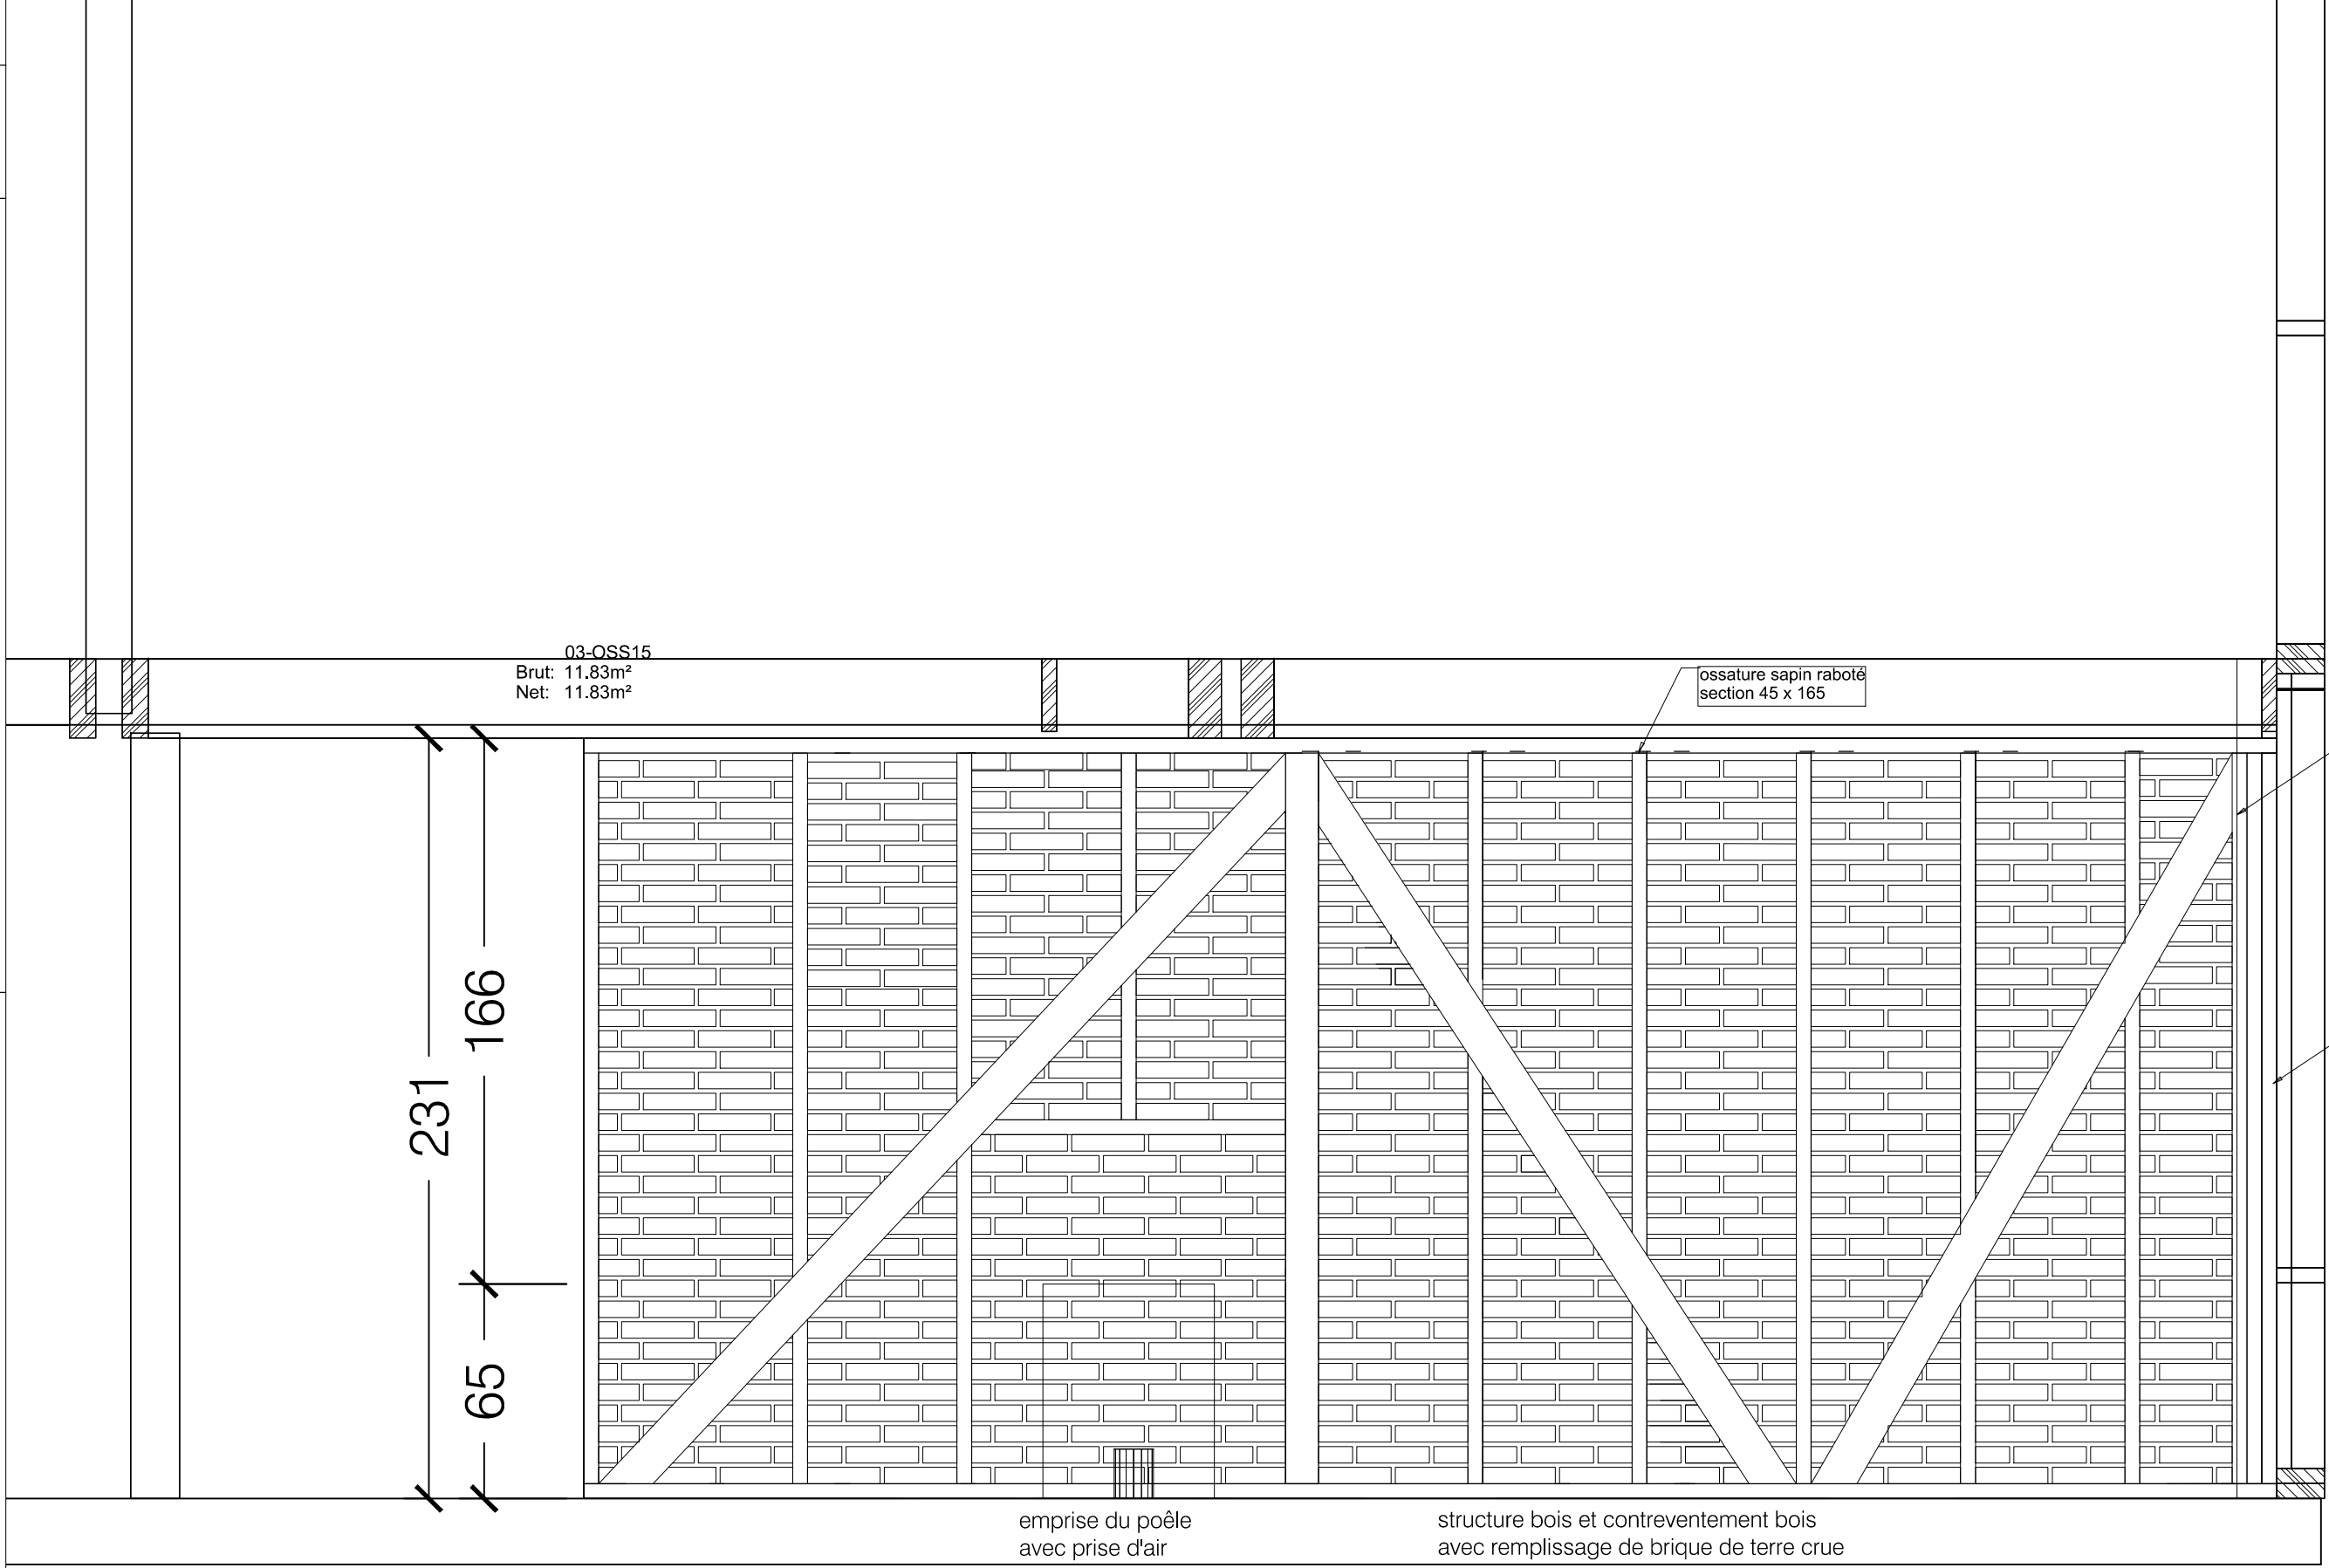 03-OSS15
Brut: 11.83m²
Net: 11.83m²
ossature sapin raboté
section 45 x 165
166
231
65
emprise du poêle
avec prise d'air
structure bois et contreventement bois
avec remplissage de brique de terre crue